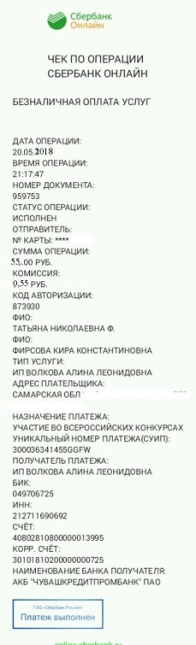 Сбербанк
Онлайн
ЧЕК ПО ОПЕРАЦИИ
СБЕРБАНК ОНЛАЙН
БЕЗНАЛИЧНАЯ ОПЛАТА УСЛУГ
ДАТА ОПЕРАЦИИ:
20.05.2018
ВРЕМЯ ОПЕРАЦИИ:
21:17:47
НОМЕР ДОКУМЕНТА:
959753
СТАТУС ОПЕРАЦИИ:
ИСПОЛНЕН
ОТПРАВИТЕЛЬ:
№ КАРТЫ: ****
СУММА ОПЕРАЦИИ:
55.00 РУБ.
КОМИССИЯ:
0,55 РУБ.
КОД АВТОРИЗАЦИИ:
873930
ФИО:
ТАТЬЯНА НИКОЛАЕВНА Ф.
ФИО:
ФИРСОВА КИРА КОНСТАНТИНОВНА
ТИП УСЛУГИ:
ИП ВОЛКОВА АЛИНА ЛЕОНИДОВНА
АДРЕС ПЛАТЕЛЬЩИКА:
САМАРСКАЯ ОБЛ
НАЗНАЧЕНИЕ ПЛАТЕЖА:
УЧАСТИЕ ВО ВСЕРОССИЙСКИХ КОНКУРСАХ
УНИКАЛЬНЫЙ НОМЕР ПЛАТЕЖА(СУИП):
300036341455GGFW
ПОЛУЧАТЕЛЬ ПЛАТЕЖА:
ИП ВОЛКОВА АЛИНА ЛЕОНИДОВНА
БИК:
049706725
ИНН:
212711690692
СЧЁТ:
40802810800000013995
КОРР. СЧЁТ:
30101810200000000725
НАИМЕНОВАНИЕ БАНКА ПОЛУЧАТЕЛЯ:
АКБ "ЧУВАШКРЕДИТПРОМБАНК" ПАО
ПАО «Сбербанк России»
Платеж выполнен